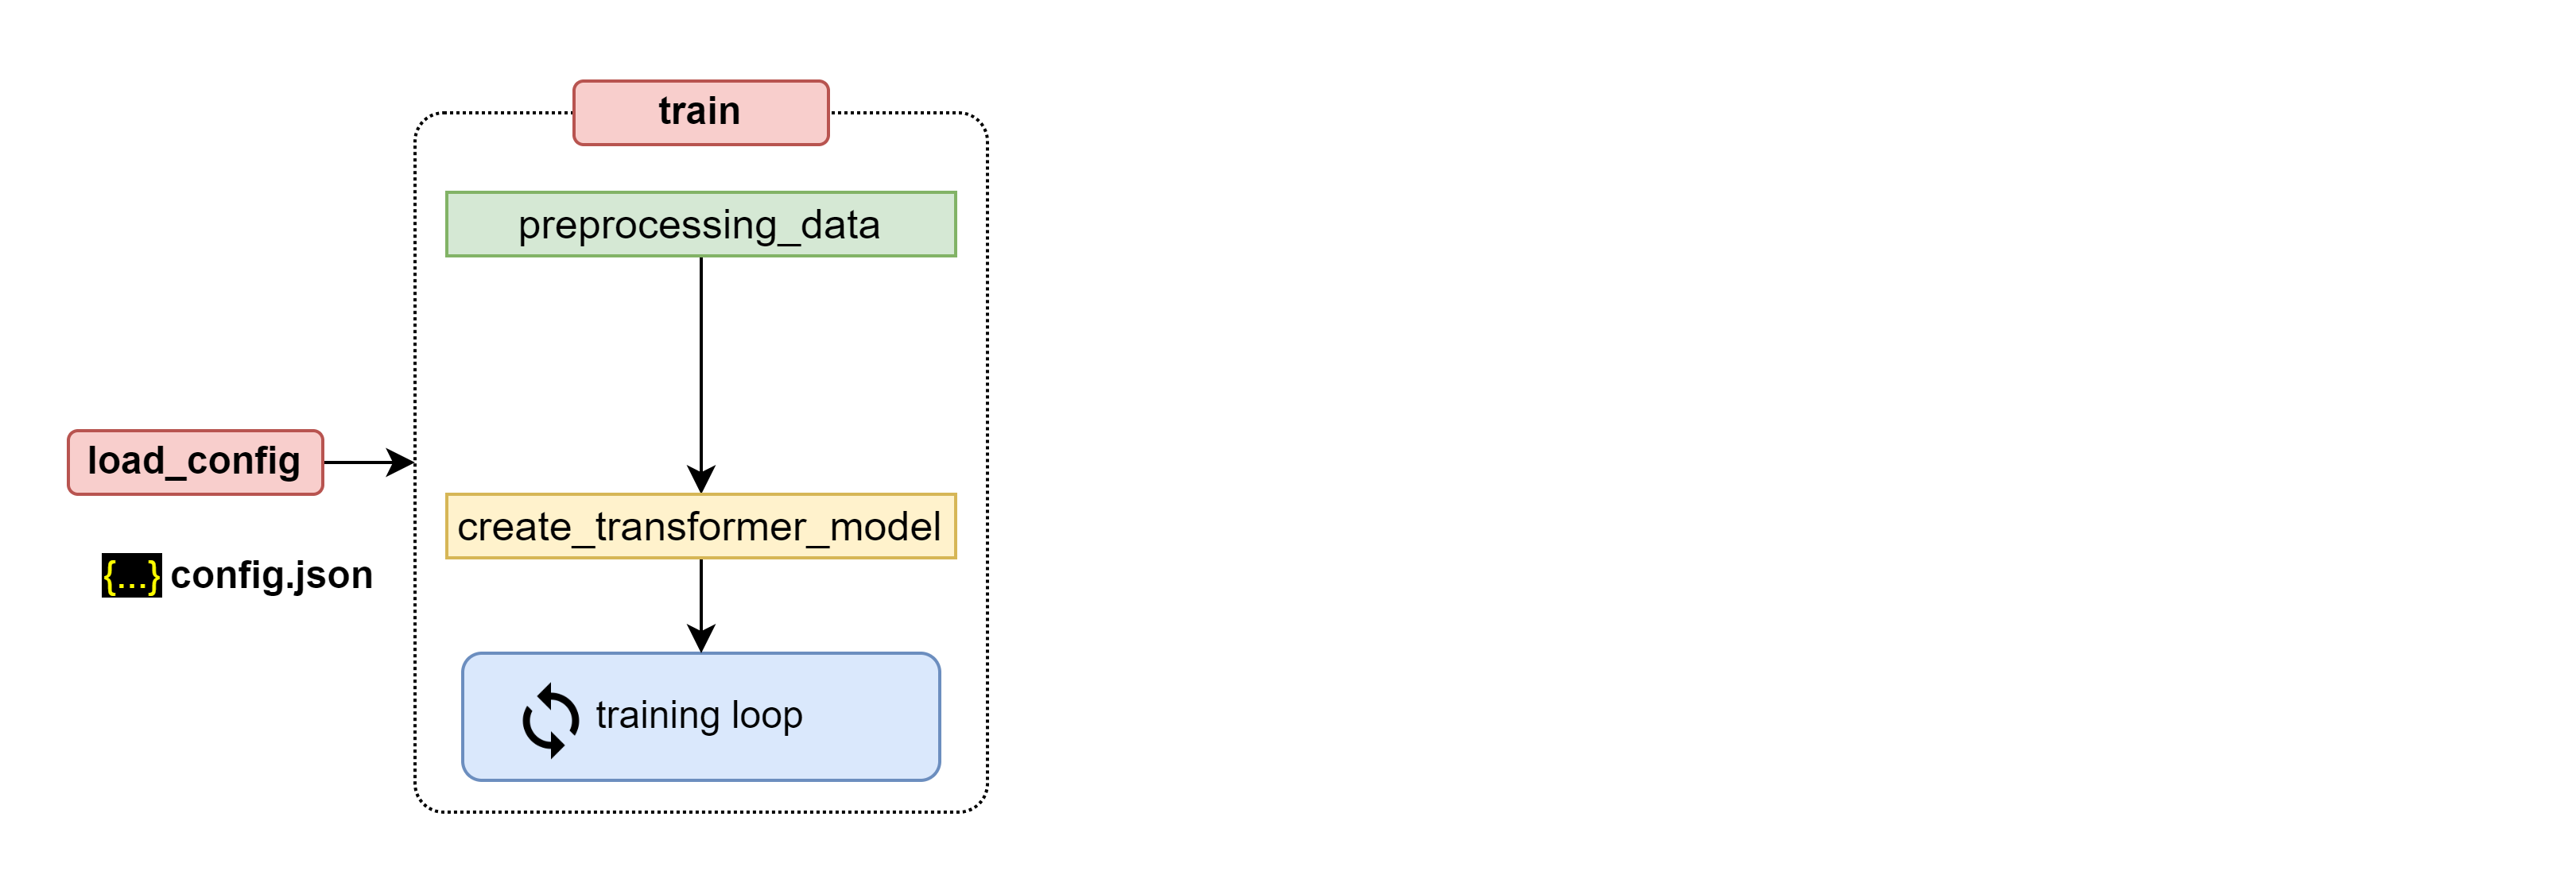 train
preprocessing_data
load_config
create_transformer_model
{...} config.json
training loop